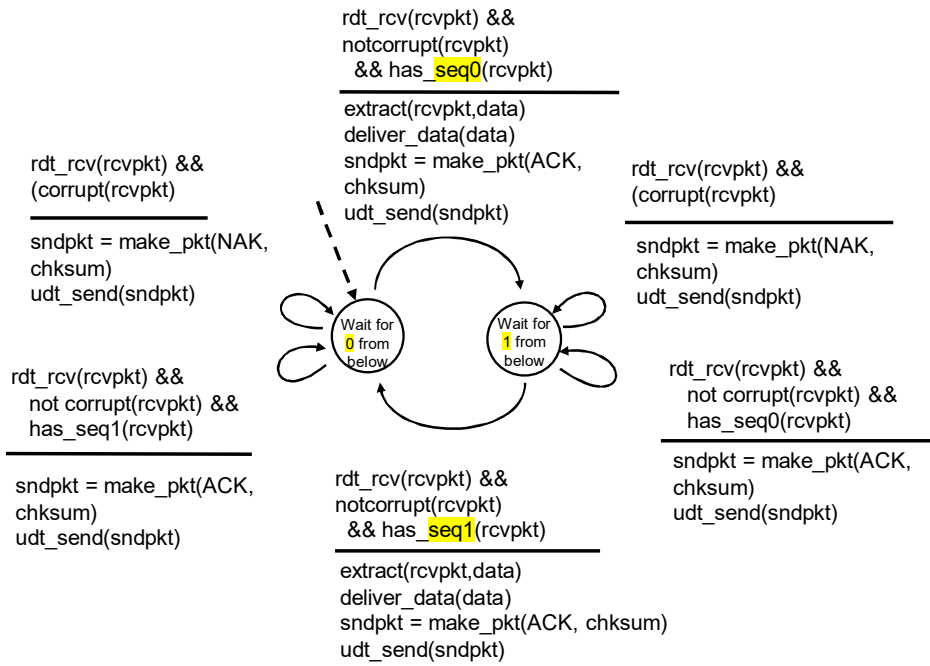 rdt_rcv(rcvpkt) &&
notcorrupt(rcvpkt)
&& has_seq0(rcvpkt)
extract(rcvpkt,data)
deliver_data(data)
sndpkt = make_pkt(ACK,
chksum)
udt_send(sndpkt)
rdt_rcv(rcvpkt) &&
(corrupt(rcvpkt)
sndpkt = make_pkt(NAK,
chksum)
udt_send(sndpkt)
rdt_rcv(rcvpkt) &&
(corrupt(rcvpkt)
sndpkt = make_pkt(NAK,
chksum)
udt_send(sndpkt)
Wait for
0 from
below
Wait for
1 from
below
rdt_rcv(rcvpkt) &&
not corrupt(rcvpkt) &&
has_seq1(rcvpkt)
sndpkt = make_pkt(ACK,
chksum)
udt_send(sndpkt)
rdt_rcv(rcvpkt) &&
not corrupt(rcvpkt) &&
has_seq0(rcvpkt)
sndpkt = make_pkt(ACK,
chksum)
udt_send(sndpkt)
rdt_rcv(rcvpkt) &&
notcorrupt(rcvpkt)
&& has_seq1(rcvpkt)
extract(rcvpkt,data)
deliver_data(data)
sndpkt = make_pkt(ACK, chksum)
udt_send(sndpkt)